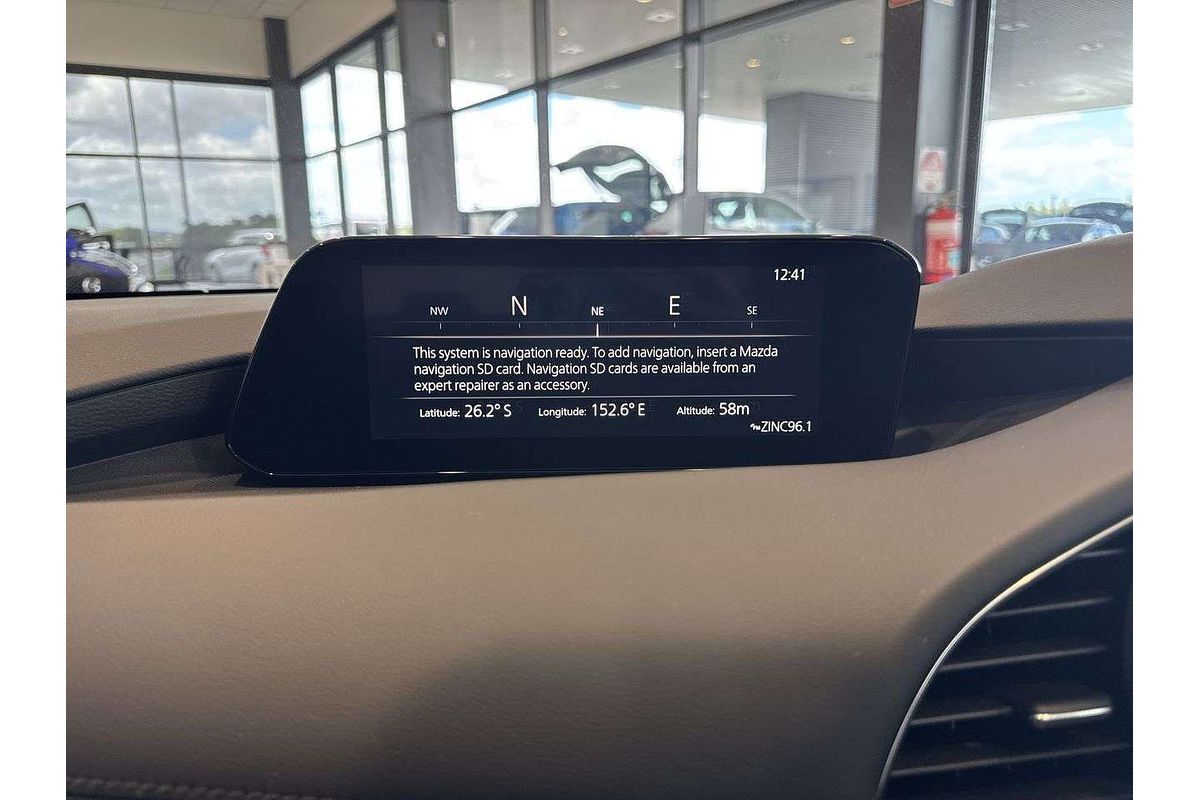 12:41
NW N NE E SE
This system is navigation ready. To add navigation, insert a Mazda
navigation SD card. Navigation SD cards are available from an
expert repairer as an accessory.
Latitude: 26.2° S Longitude: 152.6° E Altitude: 58m
ZINC96.1